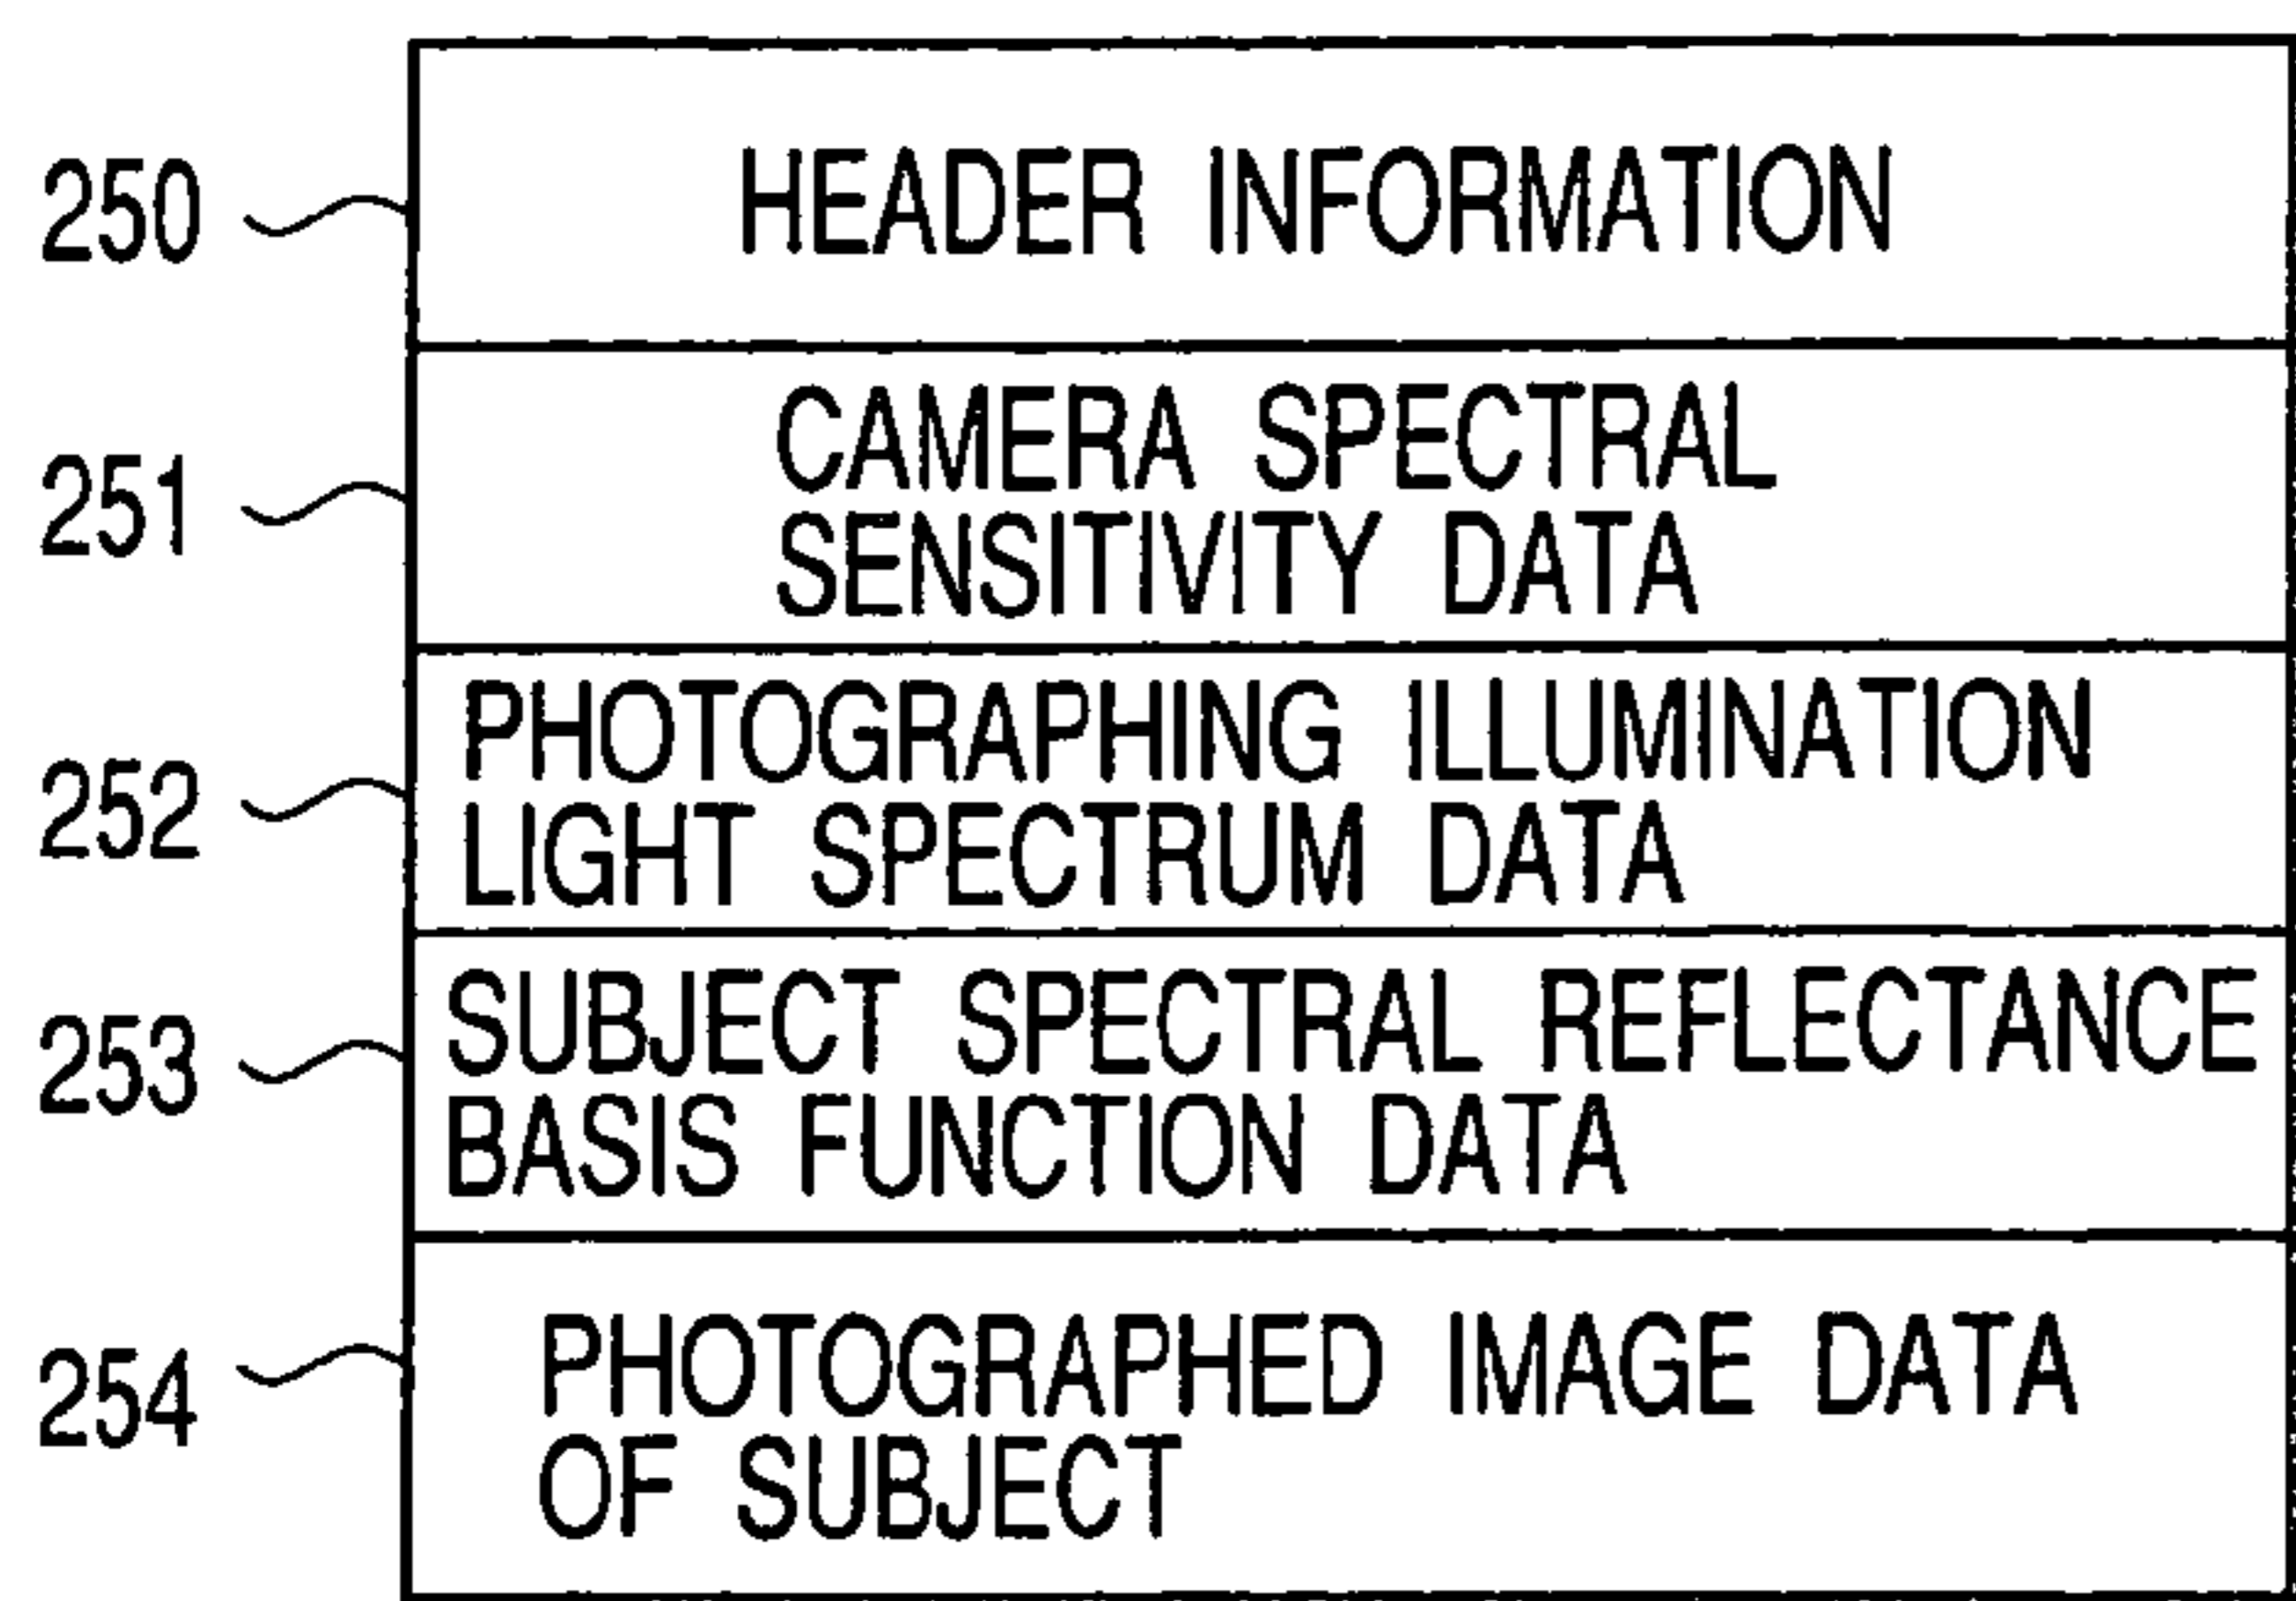 250
HEADER INFORMATION
251
CAMERA SPECTRAL
SENSITIVITY DATA
252
PHOTOGRAPHING ILLUMINATION
LIGHT SPECTRUM DATA
253
SUBJECT SPECTRAL REFLECTANCE
BASIS FUNCTION DATA
254
PHOTOGRAPHED IMAGE DATA
OF SUBJECT